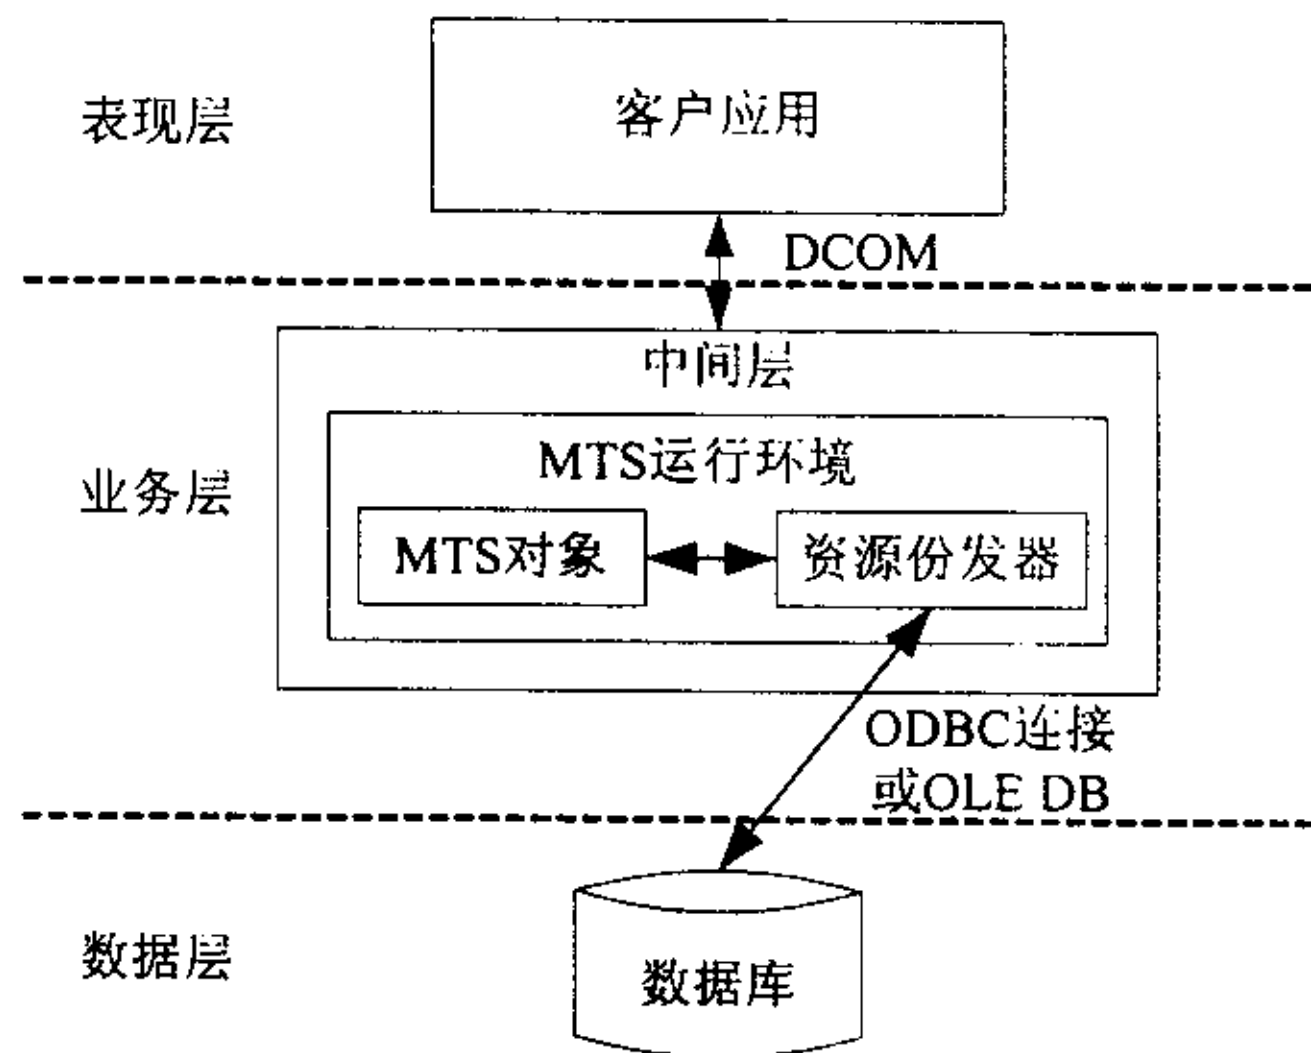 表现层
客户应用
DCOM
中间层
MTS运行环境
业务层
MTS对象
资源份发器
ODBC连接
或OLE DB
数据层
数据库